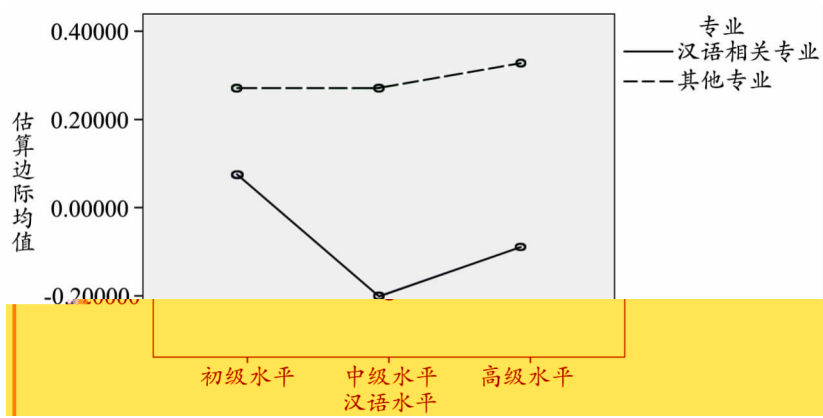 专业
汉语相关专业
其他专业
估算边际均值
0.40000
0.20000
0.00000
-0.20000
初级水平 中级水平 高级水平
汉语水平